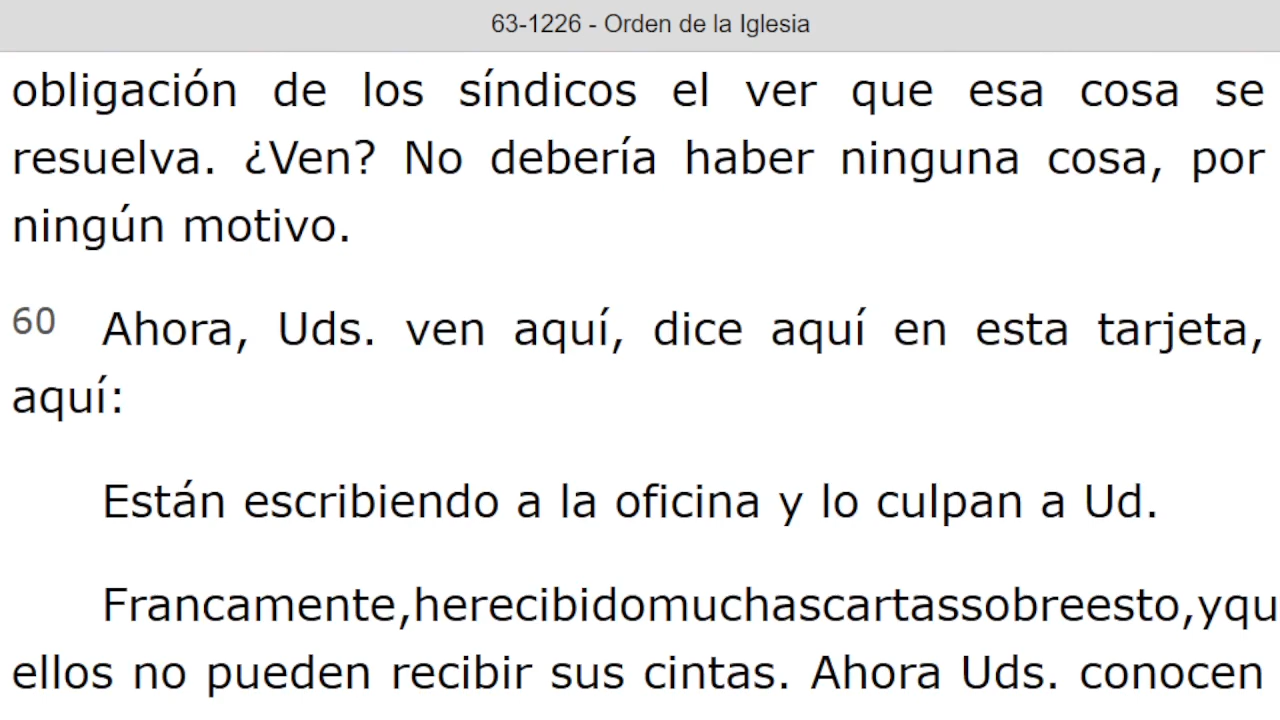 63-1226 - Orden de la Iglesia
obligación de los síndicos el ver que esa cosa se
resuelva. ¿Ven? No debería haber ninguna cosa, por
ningún motivo.
60 Ahora, Uds. ven aquí, dice aquí en esta tarjeta,
aquí:
Están escribiendo a la oficina y lo culpan a Ud.
Francamente,herecibidomuchascartassobreesto,yqu
ellos no pueden recibir sus cintas. Ahora Uds. conocen